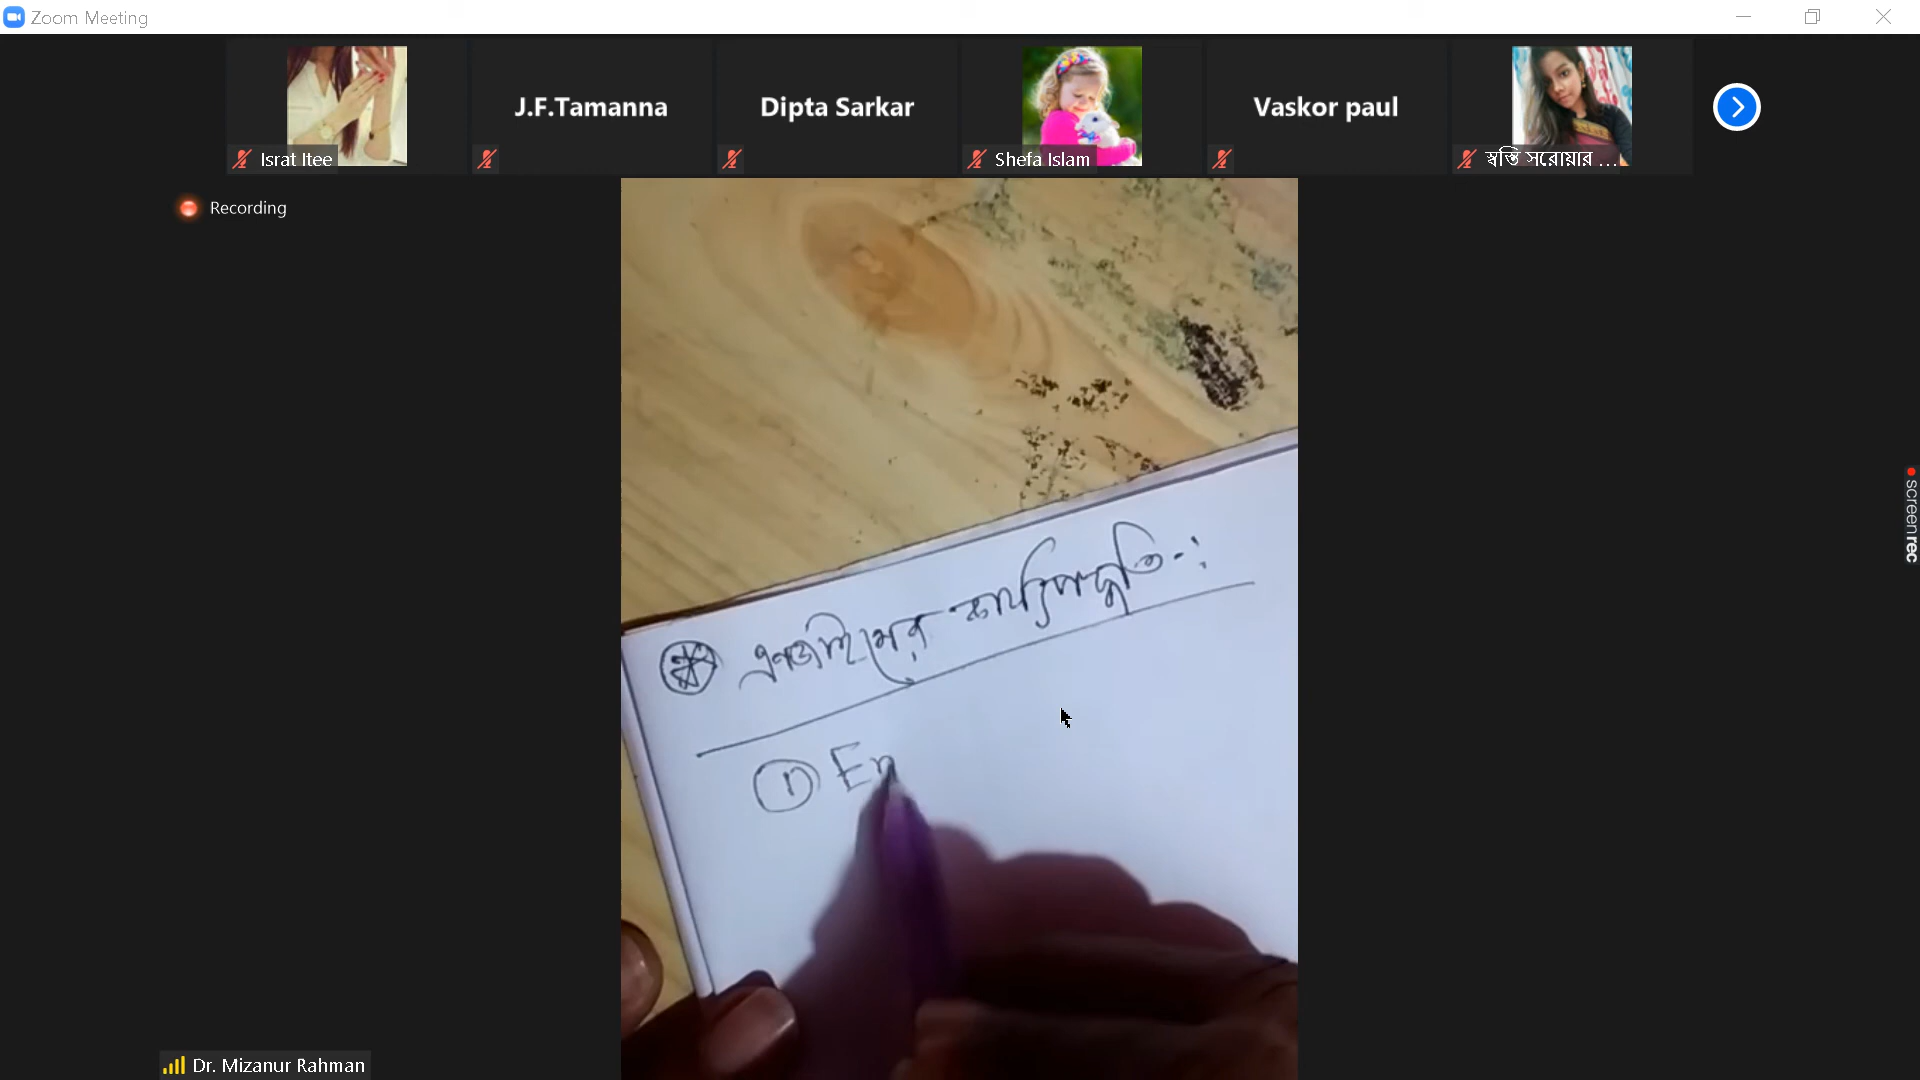 Zoom Meeting
J.F.Tamanna
Dipta Sarkar
Vaskor paul
Israt Itee
Shefa Islam
স্বস্তি সরোয়ার ...
Recording
screenrec
এনজাইমের কার্যপদ্ধতি-:
① En
Dr. Mizanur Rahman